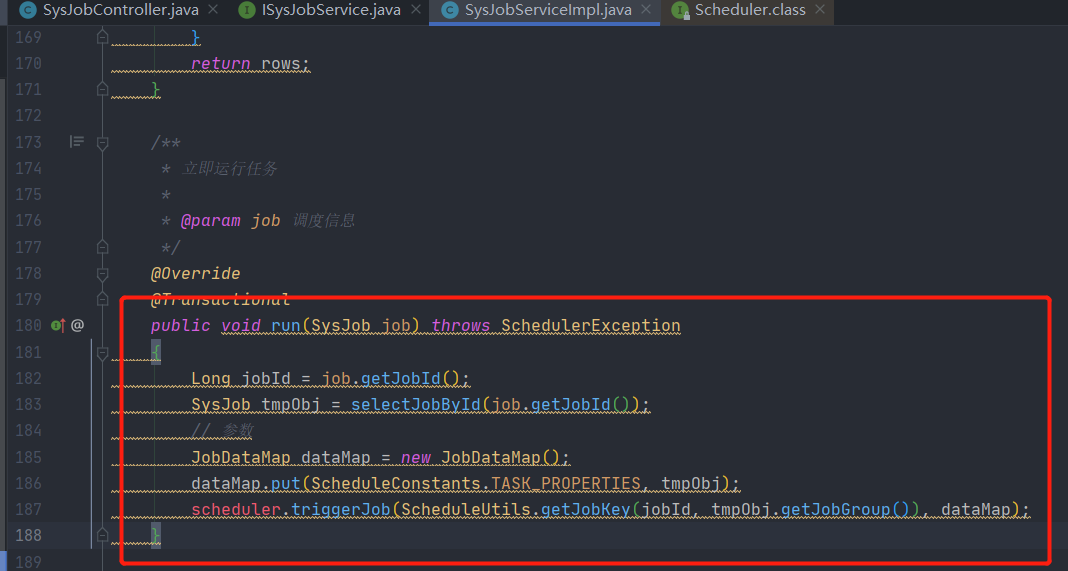 SysJobController.java
ISysJobService.java
SysJobServiceImpl.java
Scheduler.class
169 }
170 return rows;
171 }
172
173 /**
174 * 立即运行任务
175 *
176 * @param job 调度信息
177 */
178 @Override
179 @Transactional
180 public void run(SysJob job) throws SchedulerException
181 {
182 Long jobId = job.getJobId();
183 SysJob tmpObj = selectJobById(job.getJobId());
184 // 参数
185 JobDataMap dataMap = new JobDataMap();
186 dataMap.put(ScheduleConstants.TASK_PROPERTIES, tmpObj);
187 scheduler.triggerJob(ScheduleUtils.getJobKey(jobId, tmpObj.getJobGroup()), dataMap);
188 }
189